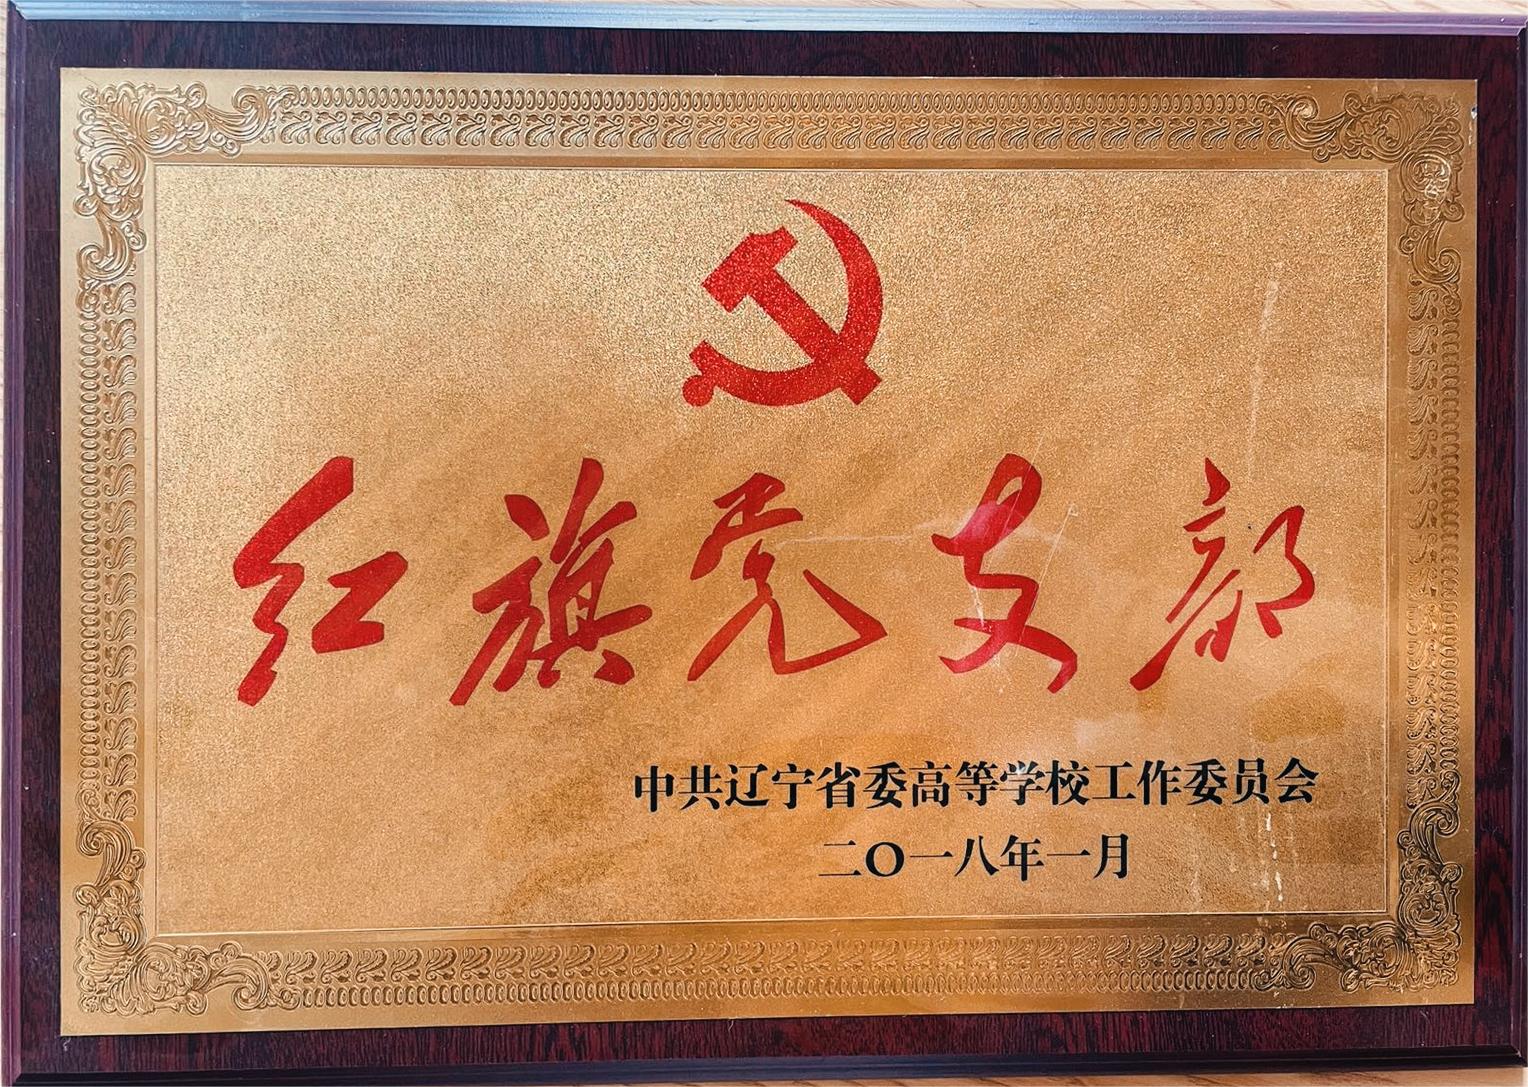 红旗党支部
中共辽宁省委高等学校工作委员会
二〇一八年一月